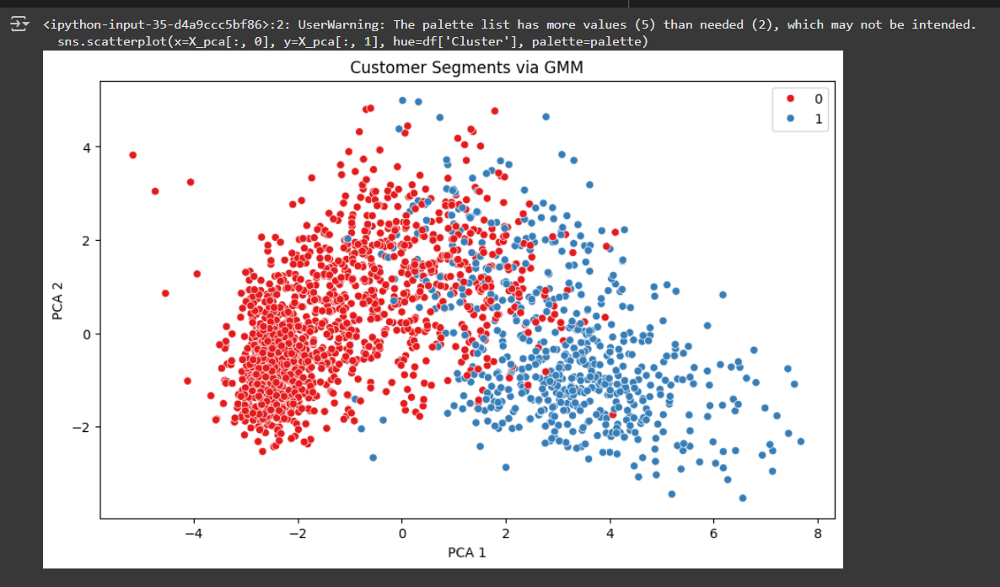 <ipython-input-35-d4a9ccc5bf86>:2: UserWarning: The palette list has more values (5) than needed (2), which may not be intended.
sns.scatterplot(x=X_pca[:, 0], y=X_pca[:, 1], hue=df['Cluster'], palette=palette)
Customer Segments via GMM
0
1
4
2
0
−2
PCA 2
−4
−2
0
2
4
6
8
PCA 1